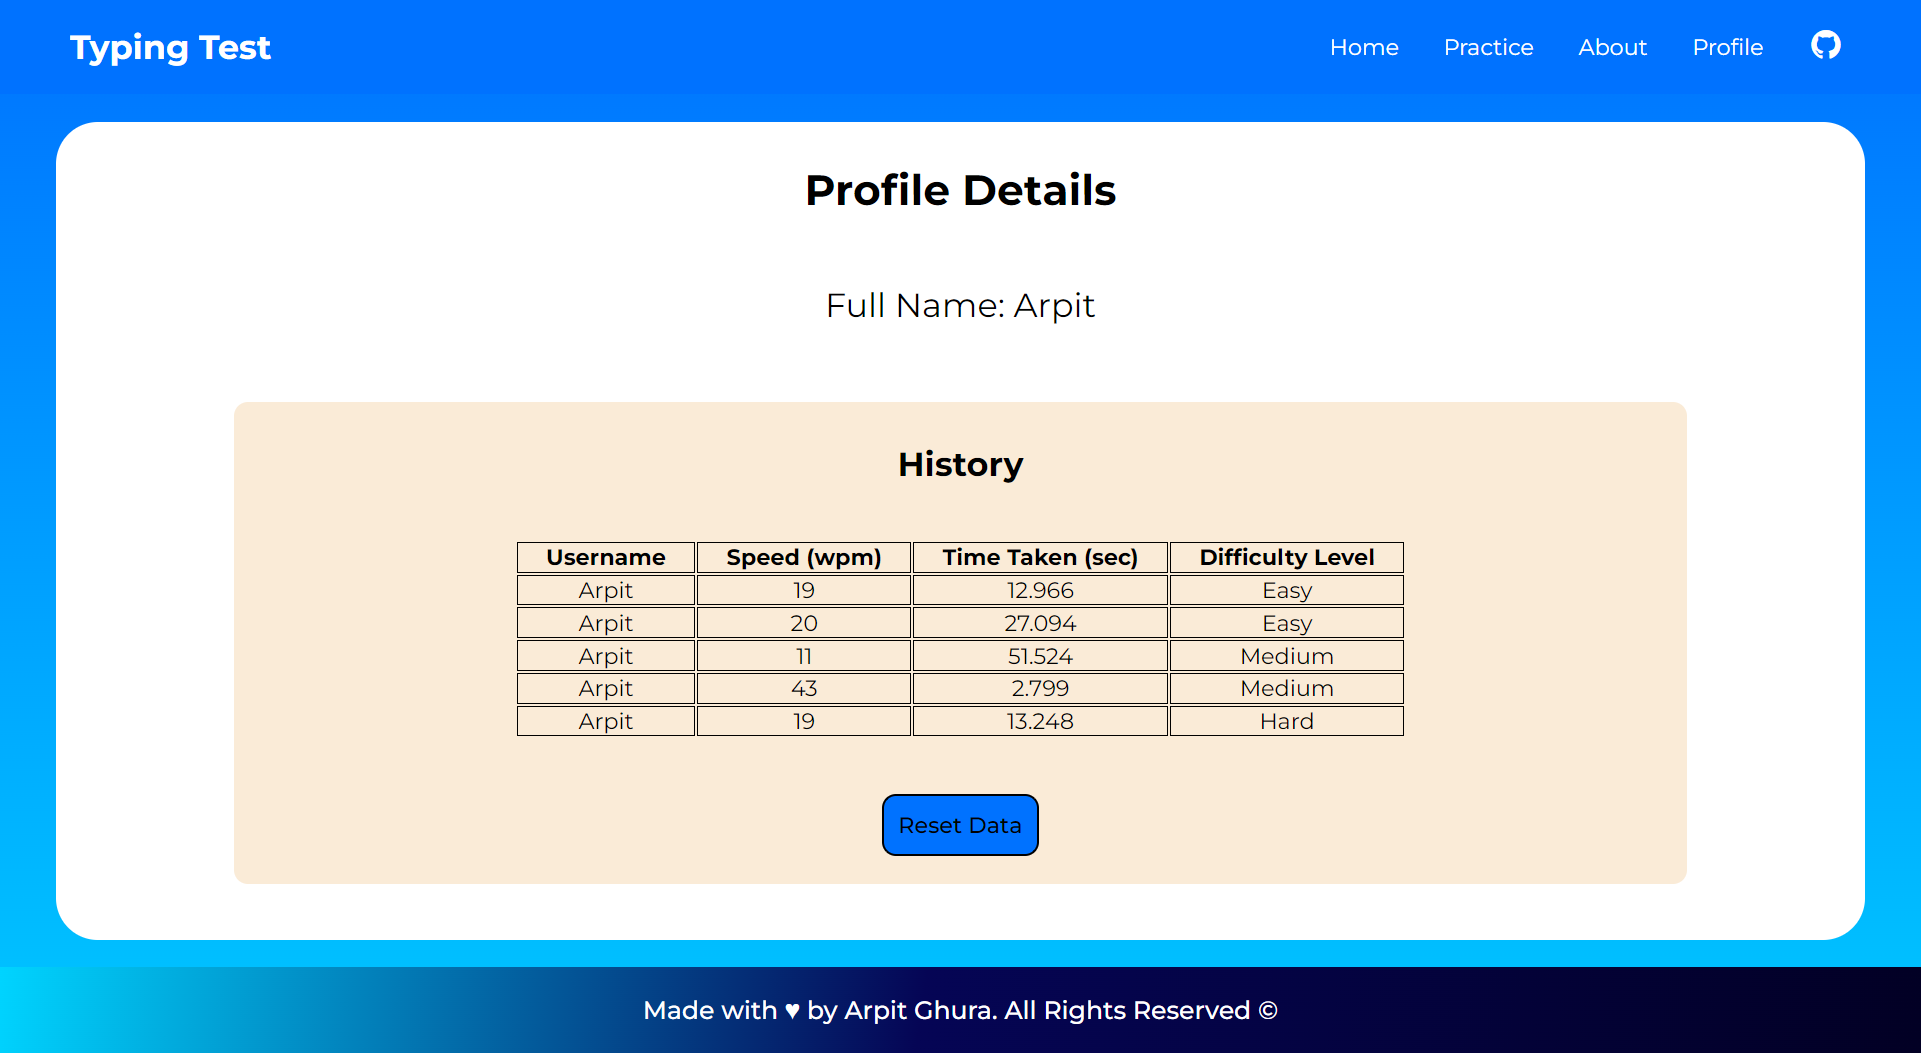 Typing Test
Home Practice About Profile
Profile Details
Full Name: Arpit
History
Username Speed (wpm) Time Taken (sec) Difficulty Level
Arpit 19 12.966 Easy
Arpit 20 27.094 Easy
Arpit 11 51.524 Medium
Arpit 43 2.799 Medium
Arpit 19 13.248 Hard
Reset Data
Made with ♥ by Arpit Ghura. All Rights Reserved ©